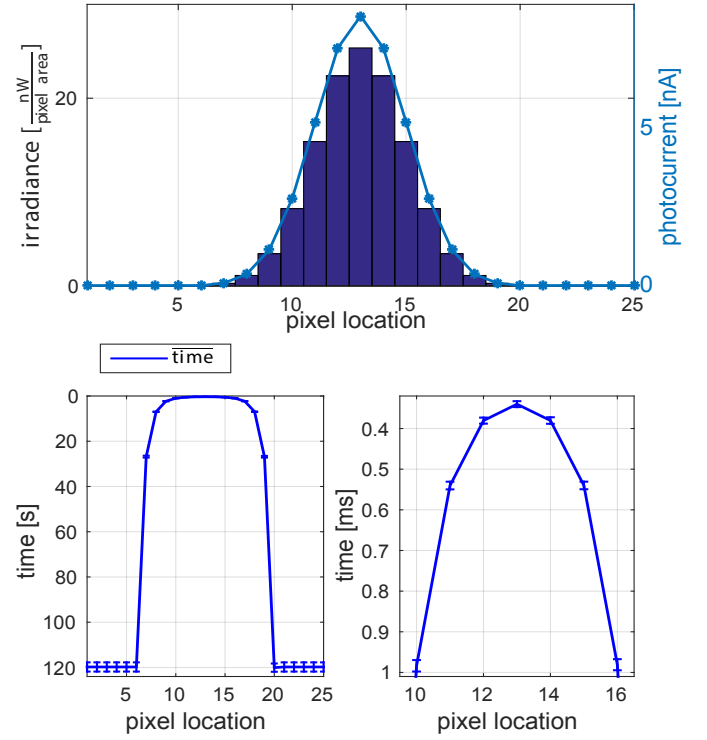 irradiance [nW/pixel area]
20
0
photocurrent [nA]
5
0
5 10 15 20 25
pixel location
time
time [s]
0
20
40
60
80
100
120
5 10 15 20 25
pixel location
time [ms]
0.4
0.5
0.6
0.7
0.8
0.9
1
10 12 14 16
pixel location